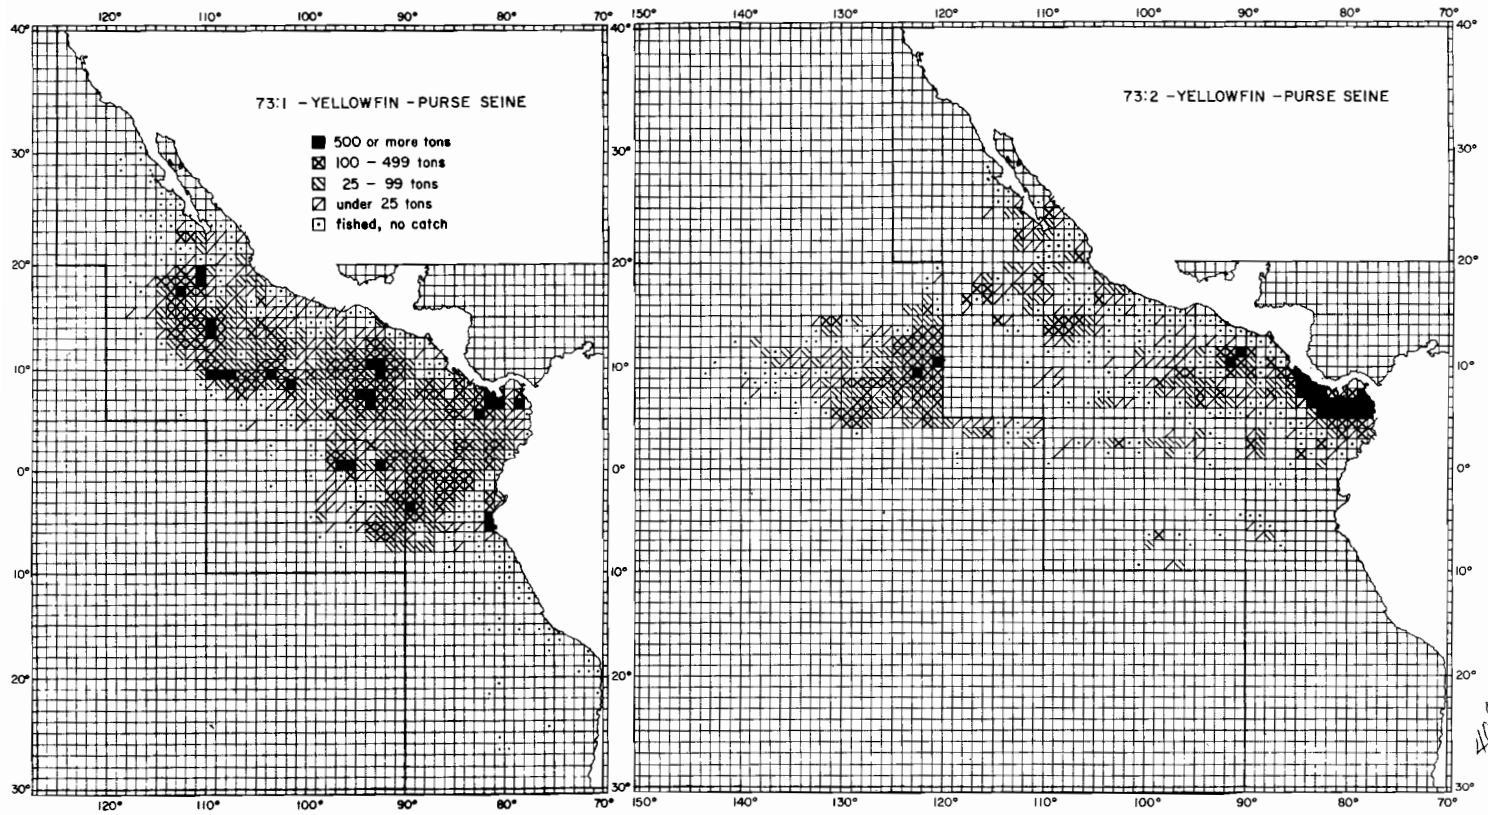 120° 110° 100° 90° 80° 70°
150° 140° 130° 120° 110° 100° 90° 80° 70°
40° 40° 40°
73:1 - YELLOWFIN - PURSE SEINE
73:2 - YELLOWFIN - PURSE SEINE
500 or more tons
100 - 499 tons
25 - 99 tons
under 25 tons
fished, no catch
30° 30° 30°
20° 20° 20°
10° 10° 10°
0° 0° 0°
10° 10° 10°
20° 20° 20°
30° 30° 30°
120° 110° 100° 90° 80° 70°
150° 140° 130° 120° 110° 100° 90° 80° 70°